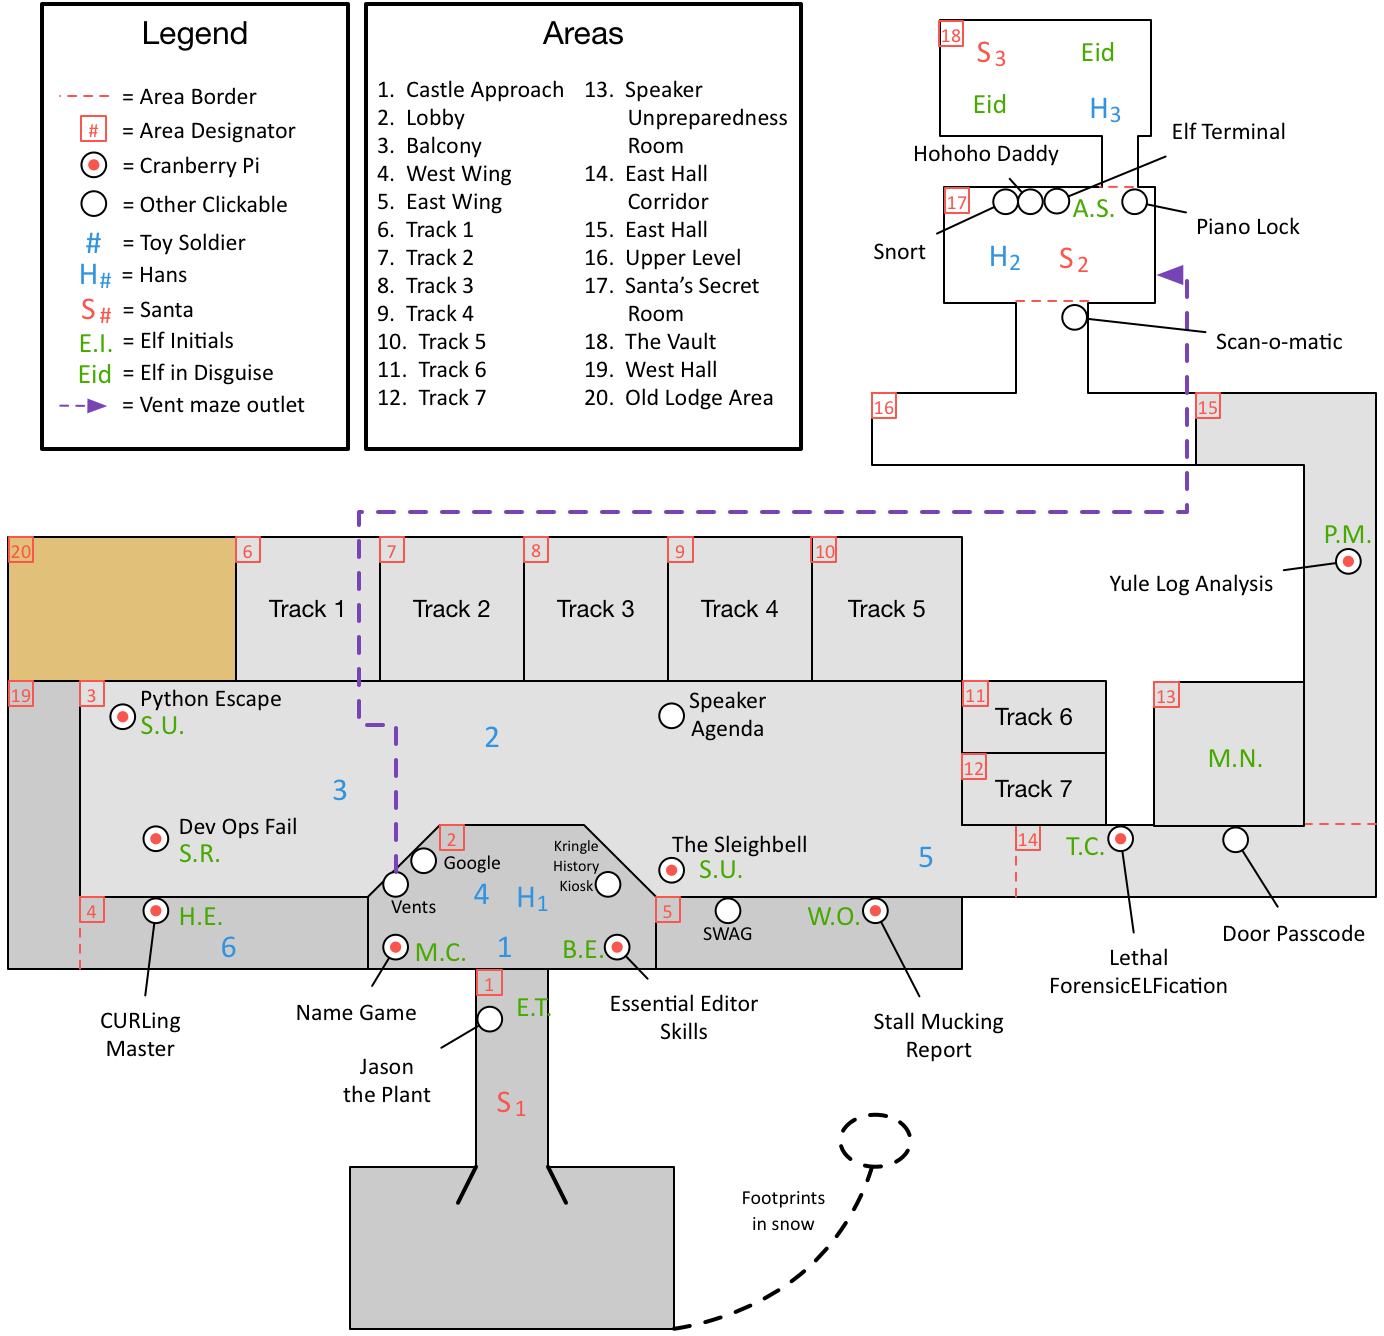 Legend
= Area Border
# = Area Designator
= Cranberry Pi
= Other Clickable
# = Toy Soldier
H# = Hans
S# = Santa
E.I. = Elf Initials
Eid = Elf in Disguise
= Vent maze outlet
Areas
1. Castle Approach
2. Lobby
3. Balcony
4. West Wing
5. East Wing
6. Track 1
7. Track 2
8. Track 3
9. Track 4
10. Track 5
11. Track 6
12. Track 7
13. Speaker
Unpreparedness
Room
14. East Hall
Corridor
15. East Hall
16. Upper Level
17. Santa's Secret
Room
18. The Vault
19. West Hall
20. Old Lodge Area
18
S3
Eid
Eid
H3
Elf Terminal
Hohoho Daddy
17
A.S.
Piano Lock
Snort
H2
S2
Scan-o-matic
16
15
P.M.
Yule Log Analysis
20
6
7
8
9
10
Track 1
Track 2
Track 3
Track 4
Track 5
19
3
Python Escape
S.U.
2
Speaker
Agenda
11
Track 6
12
Track 7
13
M.N.
3
Dev Ops Fail
S.R.
2
Google
Kringle
History
Kiosk
The Sleighbell
S.U.
5
14
T.C.
4
H.E.
6
Vents
4
H1
1
M.C.
B.E.
5
SWAG
W.O.
Door Passcode
Lethal
ForensicELFication
CURLing
Master
Name Game
1
E.T.
Essential Editor
Skills
Stall Mucking
Report
Jason
the Plant
S1
Footprints
in snow